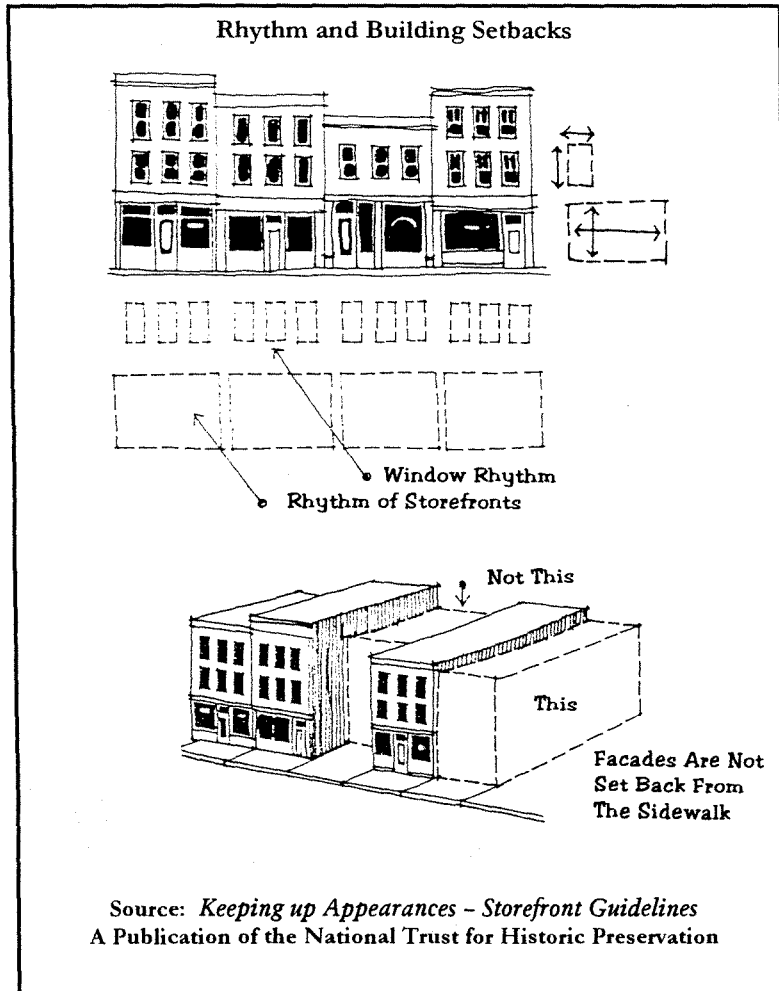 Rhythm and Building Setbacks
Window Rhythm
Rhythm of Storefronts
Not This
This
Facades Are Not
Set Back From
The Sidewalk
Source: Keeping up Appearances – Storefront Guidelines
A Publication of the National Trust for Historic Preservation